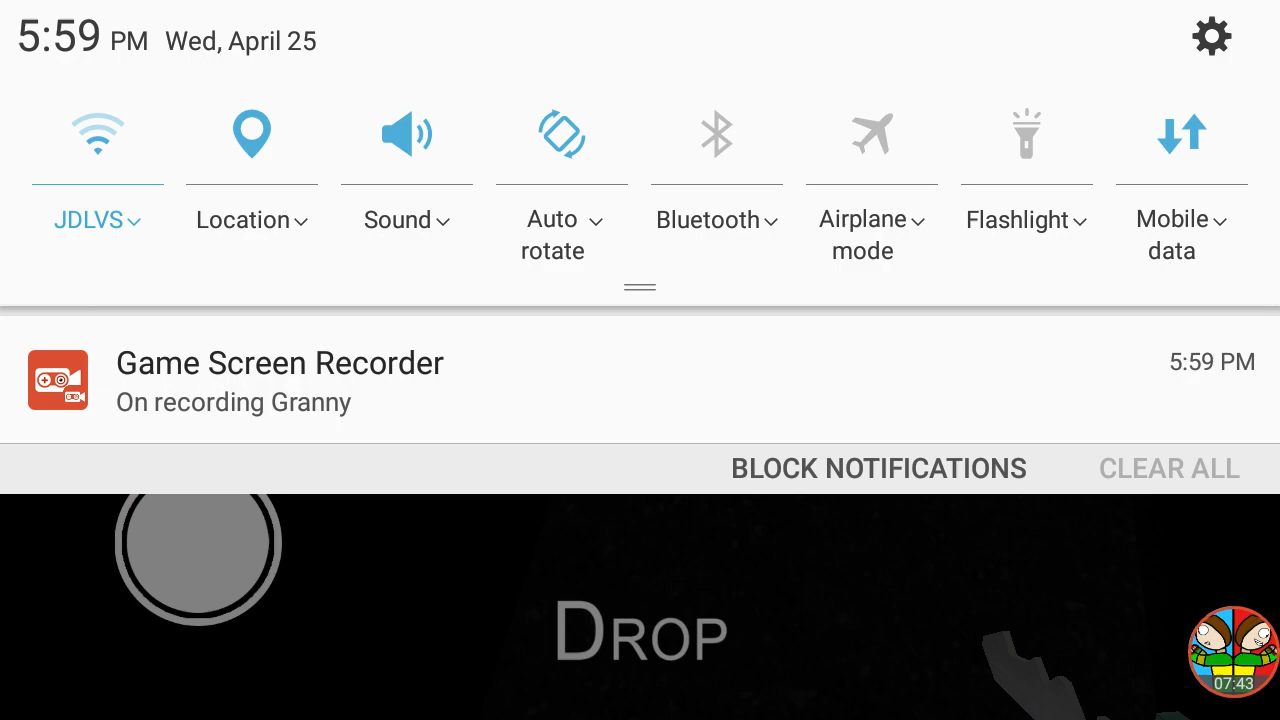 5:59 PM Wed, April 25
JDLVS
Location
Sound
Auto
rotate
Bluetooth
Airplane
mode
Flashlight
Mobile
data
Game Screen Recorder
5:59 PM
On recording Granny
BLOCK NOTIFICATIONS
CLEAR ALL
DROP
07:43